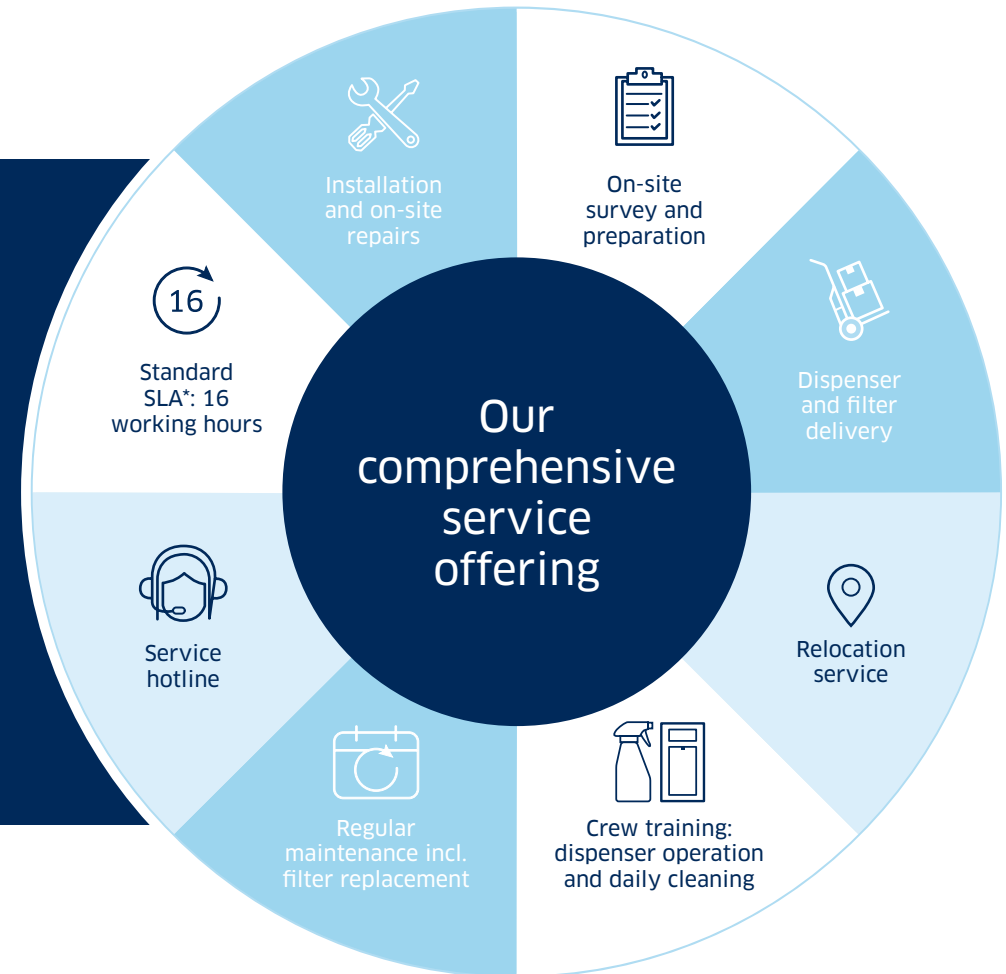 Our
comprehensive
service
offering
On-site
survey and
preparation
Dispenser
and filter
delivery
Relocation
service
Crew training:
dispenser operation
and daily cleaning
Regular
maintenance incl.
filter replacement
Service
hotline
16
Standard
SLA*: 16
working hours
Installation
and on-site
repairs